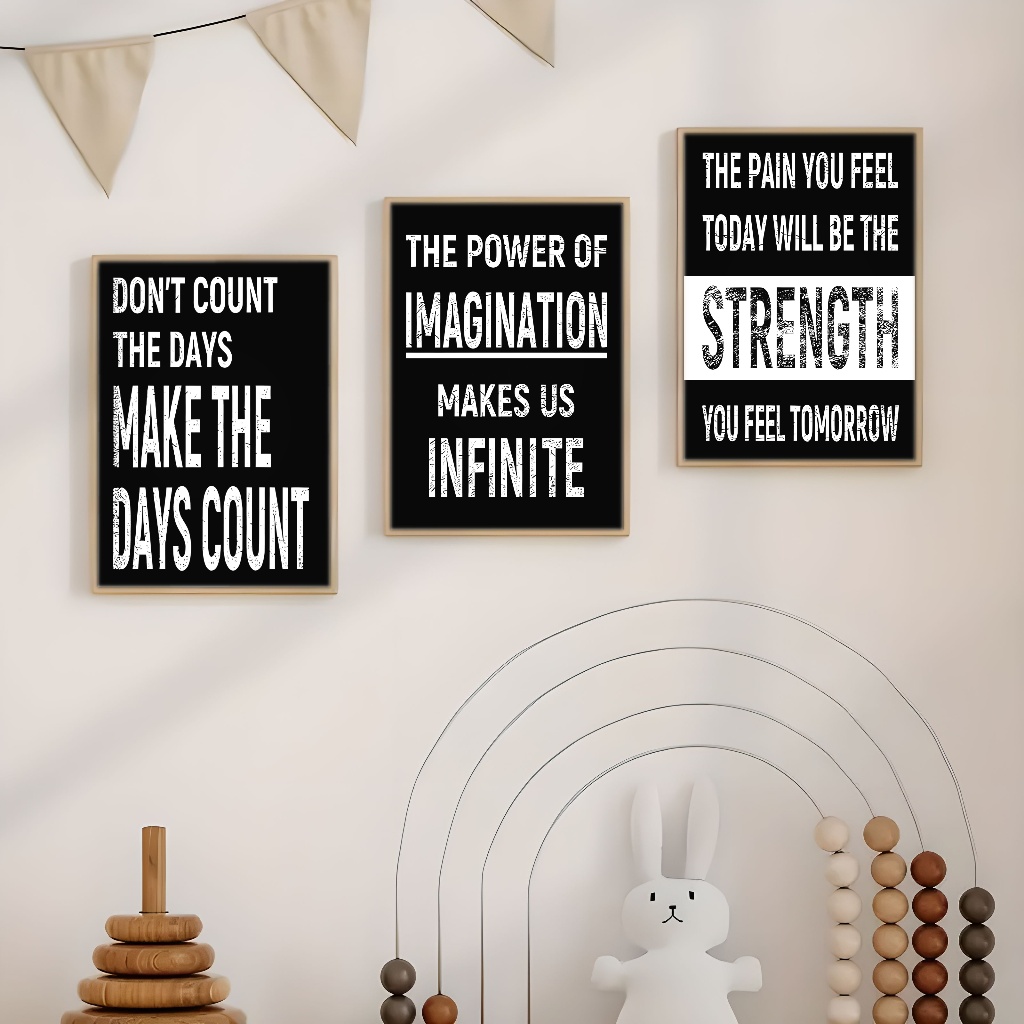 DON'T COUNT
THE DAYS
MAKE THE
DAYS COUNT
THE POWER OF
IMAGINATION
MAKES US
INFINITE
THE PAIN YOU FEEL
TODAY WILL BE THE
STRENGTH
YOU FEEL TOMORROW